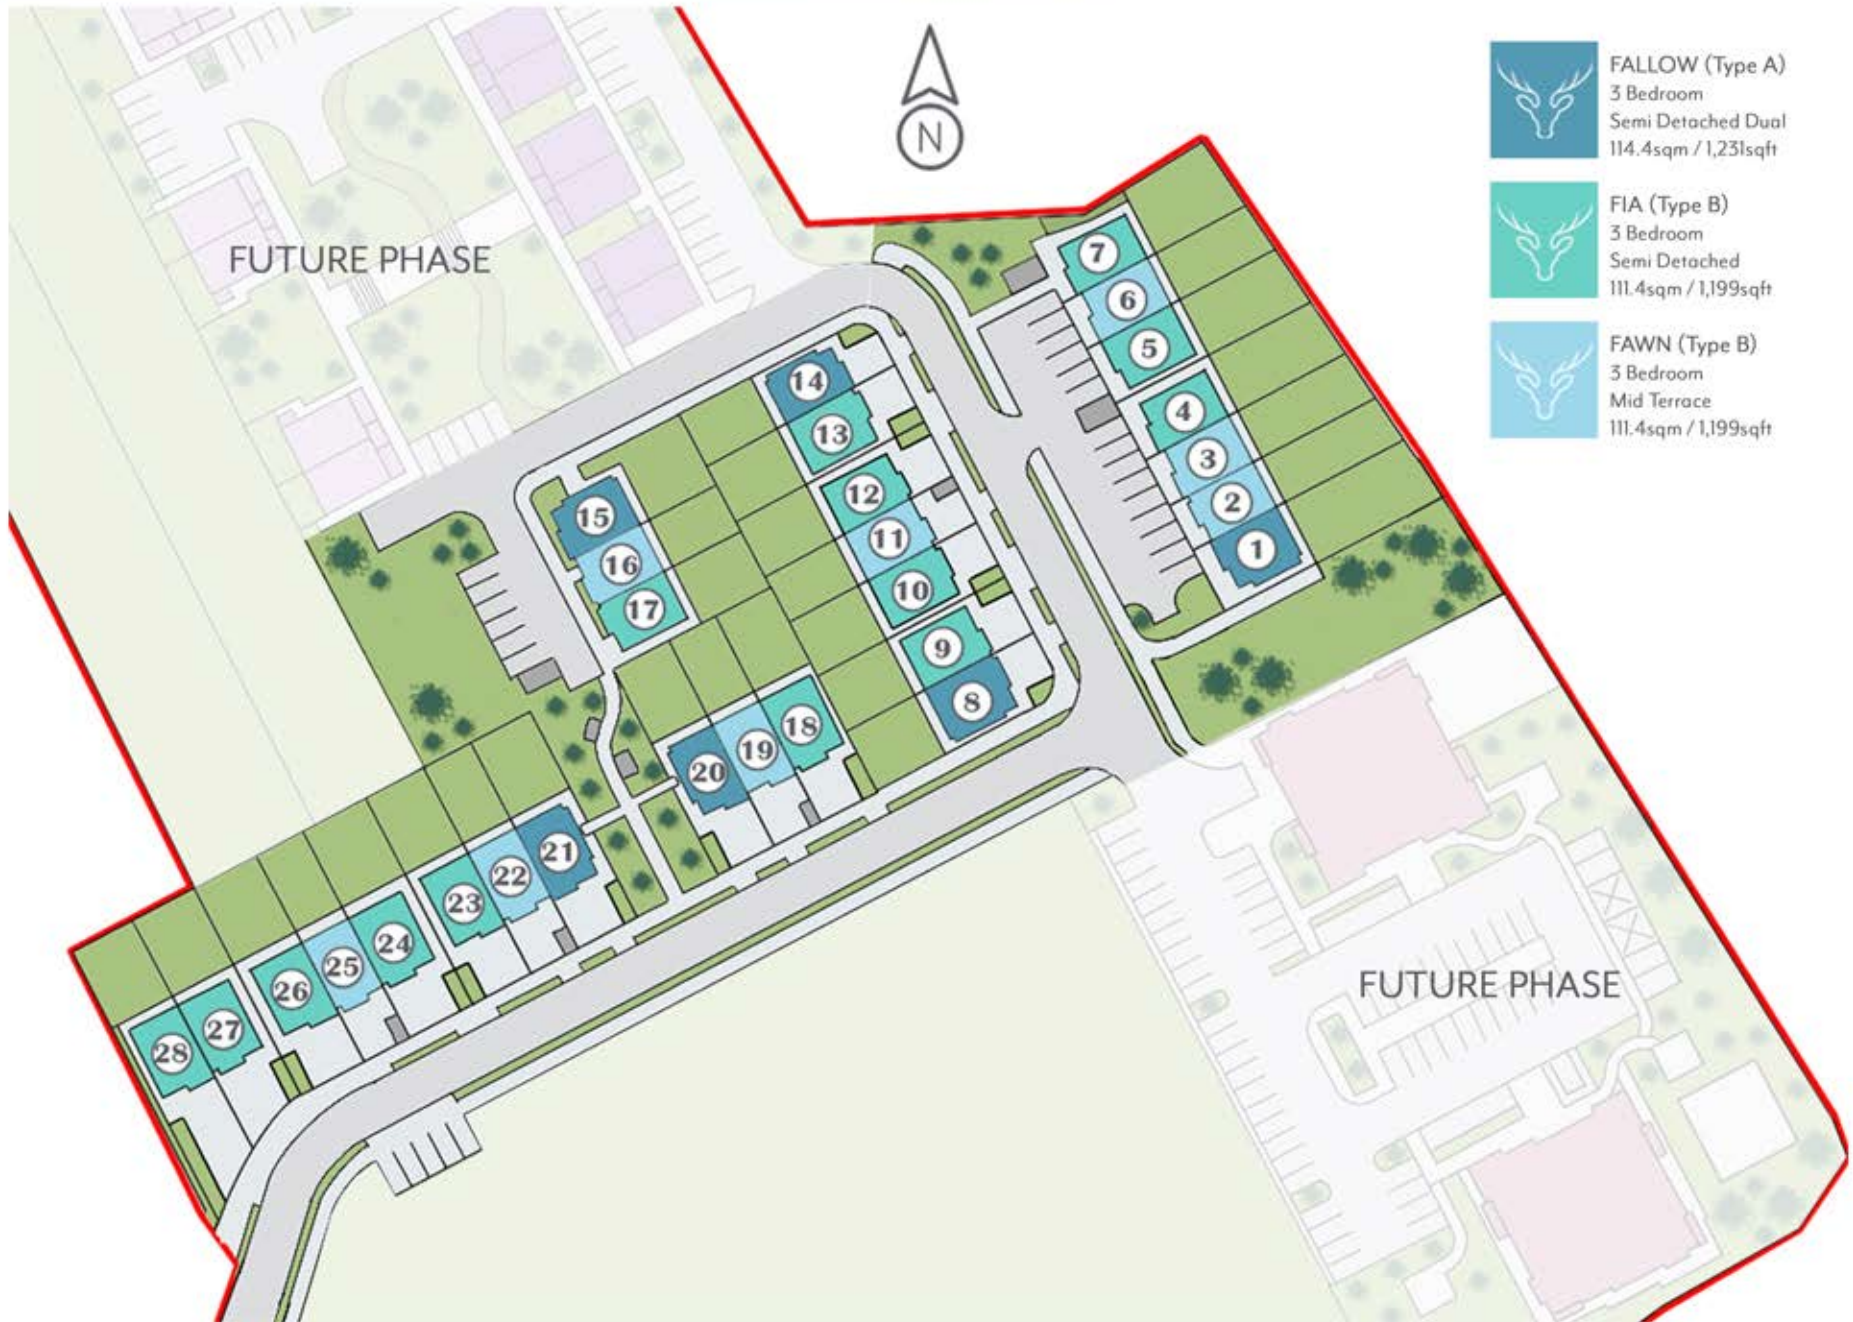 N
FALLOW (Type A)
3 Bedroom
Semi Detached Dual
114.4sqm / 1,231sqft
FIA (Type B)
3 Bedroom
Semi Detached
111.4sqm / 1,199sqft
FAWN (Type B)
3 Bedroom
Mid Terrace
111.4sqm / 1,199sqft
FUTURE PHASE
7
6
5
4
3
2
1
14
13
12
11
10
9
8
15
16
17
18
19
20
21
22
23
24
25
26
27
28
FUTURE PHASE